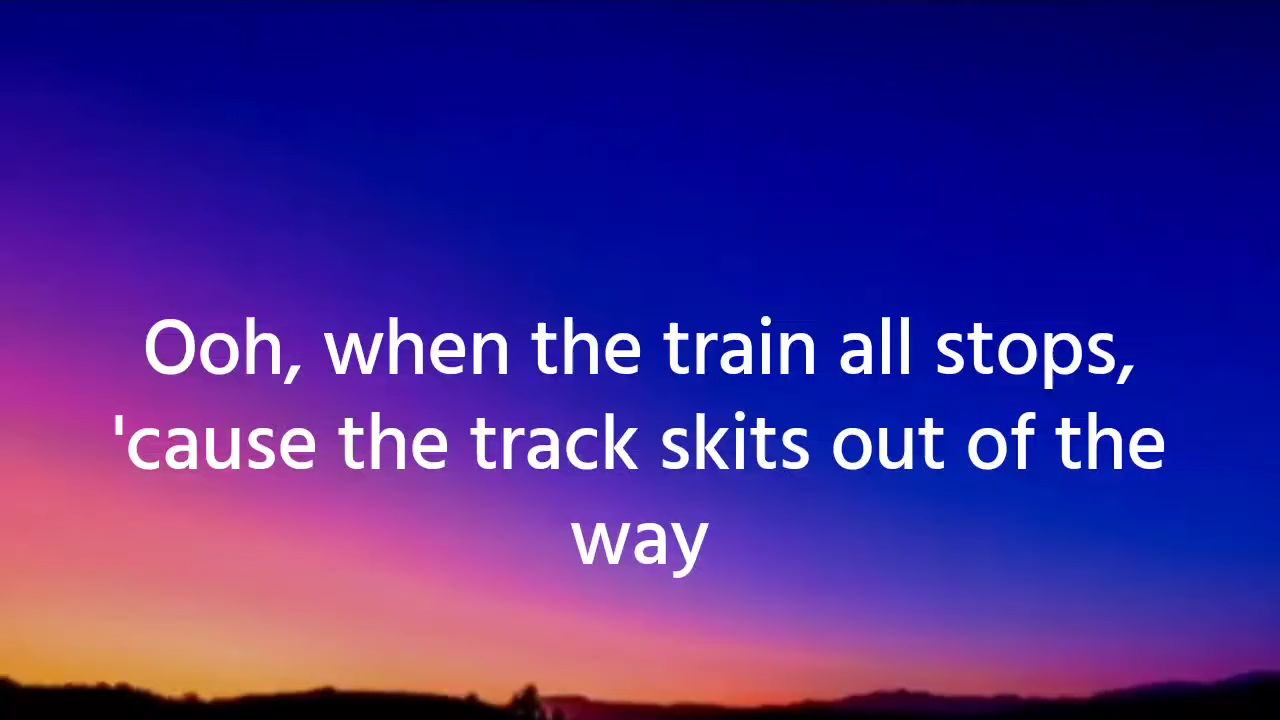 Ooh, when the train all stops,
'cause the track skits out of the
way